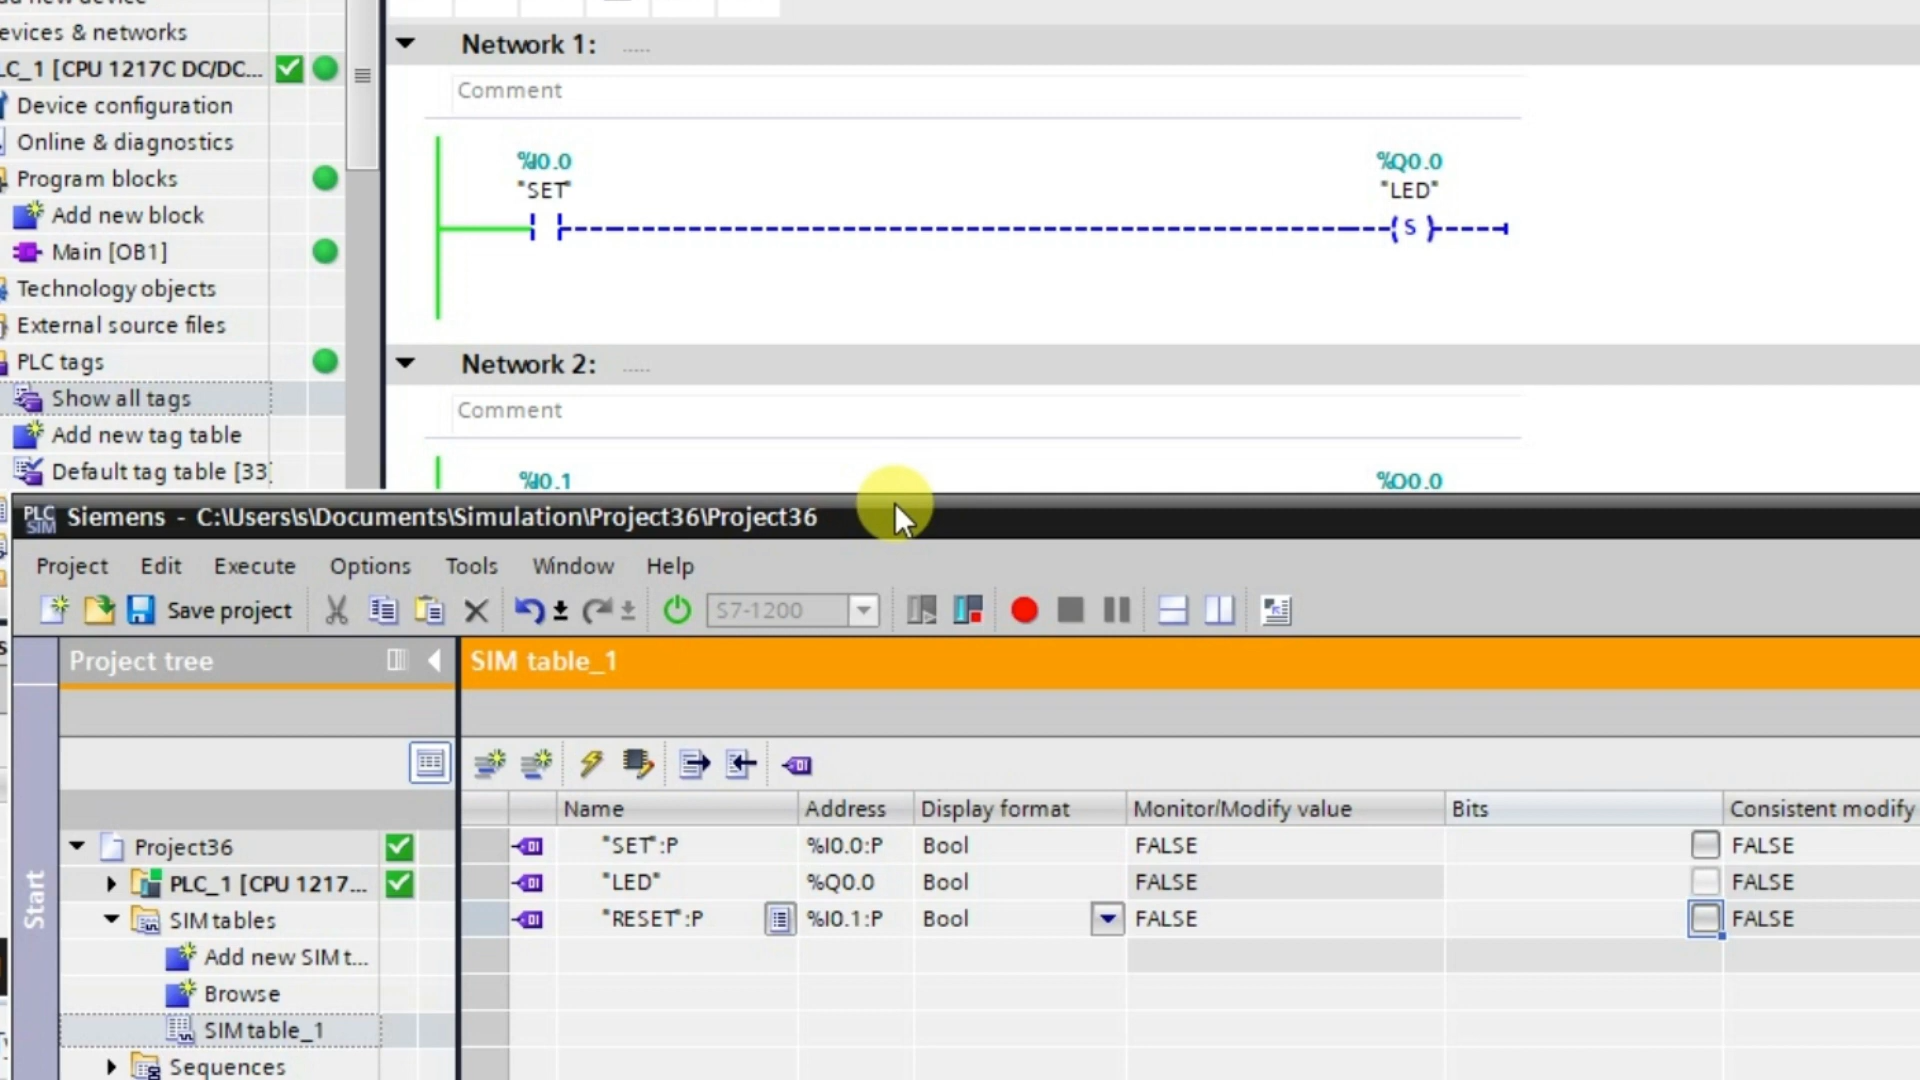 evices & networks
LC_1 [CPU 1217C DC/DC...
Device configuration
Online & diagnostics
Program blocks
Add new block
Main [OB1]
Technology objects
External source files
PLC tags
Show all tags
Add new tag table
Default tag table [33]
Network 1: .....
Comment
%I0.0
"SET"
%Q0.0
"LED"
S
Network 2: .....
Comment
%I0.1
%Q0.0
PLC SIM
Siemens - C:\Users\s\Documents\Simulation\Project36\Project36
Project Edit Execute Options Tools Window Help
Save project
S7-1200
Project tree
SIM table_1
Start
Project36
PLC_1 [CPU 1217...
SIM tables
Add new SIM t...
Browse
SIM table_1
Sequences
Name Address Display format Monitor/Modify value Bits Consistent modify
"SET":P %I0.0:P Bool FALSE FALSE
"LED" %Q0.0 Bool FALSE FALSE
"RESET":P %I0.1:P Bool FALSE FALSE